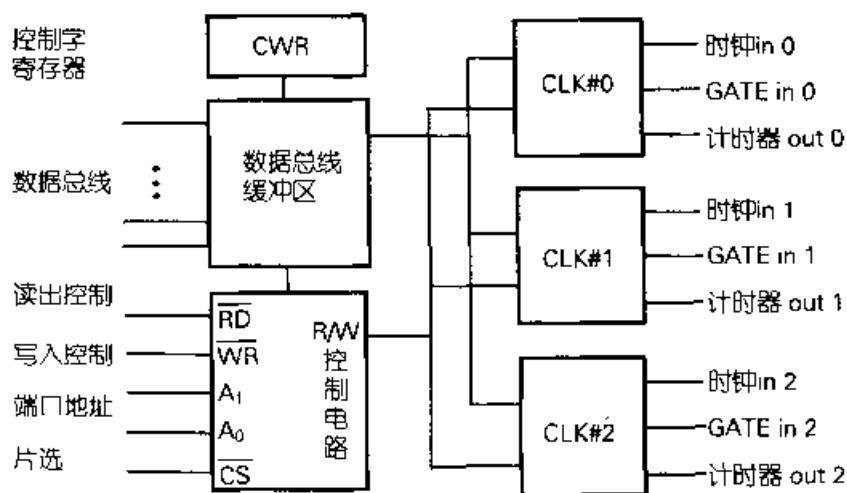 控制学
寄存器
CWR
数据总线
数据总线
缓冲区
读出控制
写入控制
端口地址
片选
RD
WR
A₁
A₀
CS
R/W
控
制
电
路
CLK#0
时钟in 0
GATE in 0
计时器 out 0
CLK#1
时钟in 1
GATE in 1
计时器 out 1
CLK#2
时钟in 2
GATE in 2
计时器 out 2